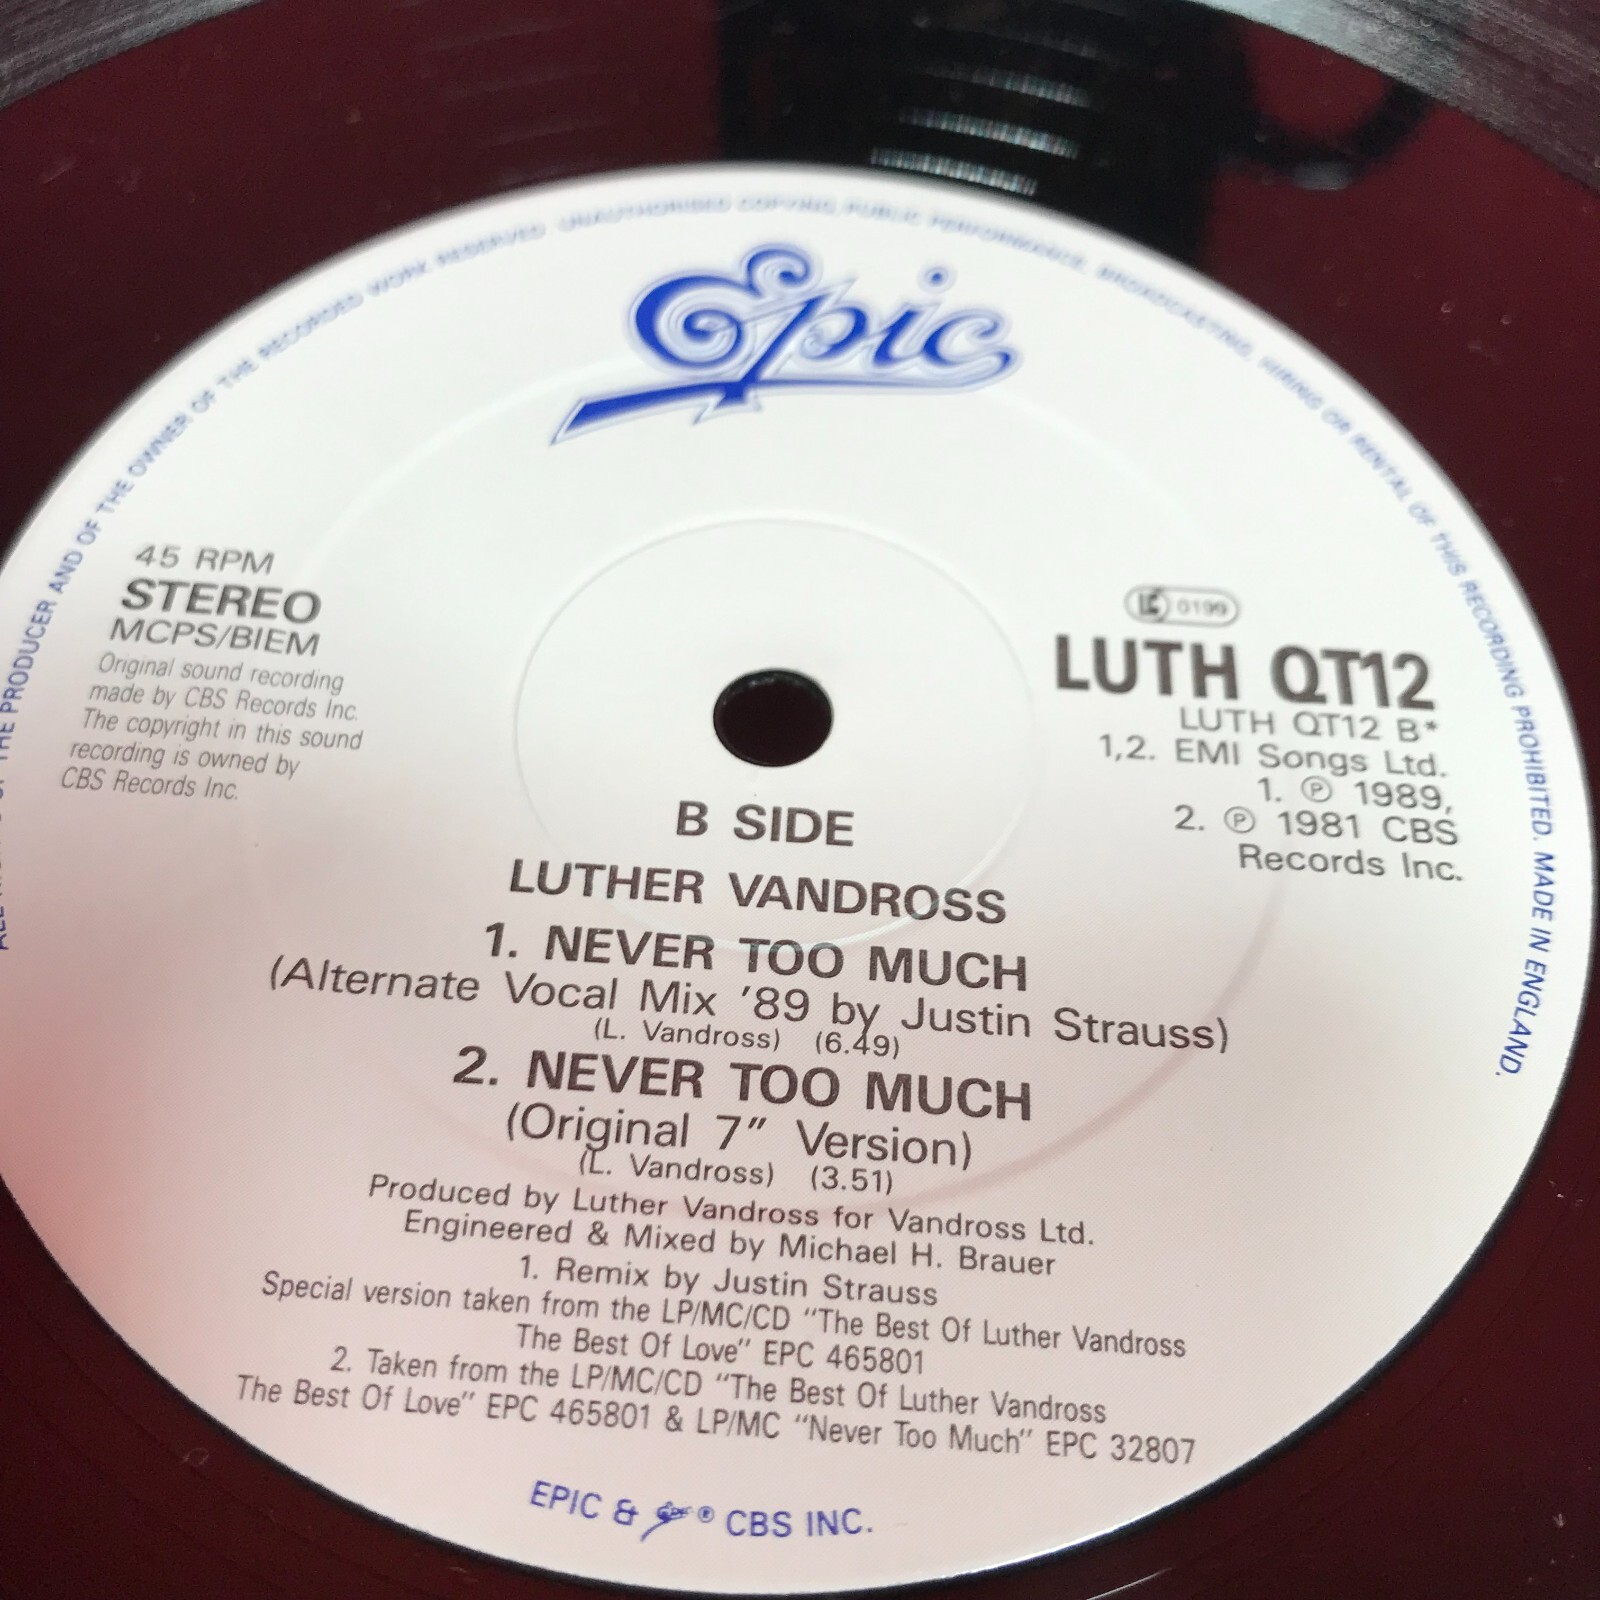 ALL RIGHTS OF THE PRODUCER AND OF THE OWNER OF THE RECORDED WORK RESERVED UNAUTHORISED COPYING, PUBLIC PERFORMANCE, BROADCASTING, HIRING OR RENTAL OF THIS RECORDING PROHIBITED. MADE IN ENGLAND.
Epic
45 RPM
STEREO
MCPS/BIEM
Original sound recording
made by CBS Records Inc.
The copyright in this sound
recording is owned by
CBS Records Inc.
LC 0199
LUTH QT12
LUTH QT12 B*
1,2. EMI Songs Ltd.
1. ℗ 1989,
2. ℗ 1981 CBS
Records Inc.
B SIDE
LUTHER VANDROSS
1. NEVER TOO MUCH
(Alternate Vocal Mix '89 by Justin Strauss)
(L. Vandross) (6.49)
2. NEVER TOO MUCH
(Original 7" Version)
(L. Vandross) (3.51)
Produced by Luther Vandross for Vandross Ltd.
Engineered & Mixed by Michael H. Brauer
1. Remix by Justin Strauss
Special version taken from the LP/MC/CD "The Best Of Luther Vandross
The Best Of Love" EPC 465801
2. Taken from the LP/MC/CD "The Best Of Luther Vandross
The Best Of Love" EPC 465801 & LP/MC "Never Too Much" EPC 32807
EPIC & Epic ® CBS INC.